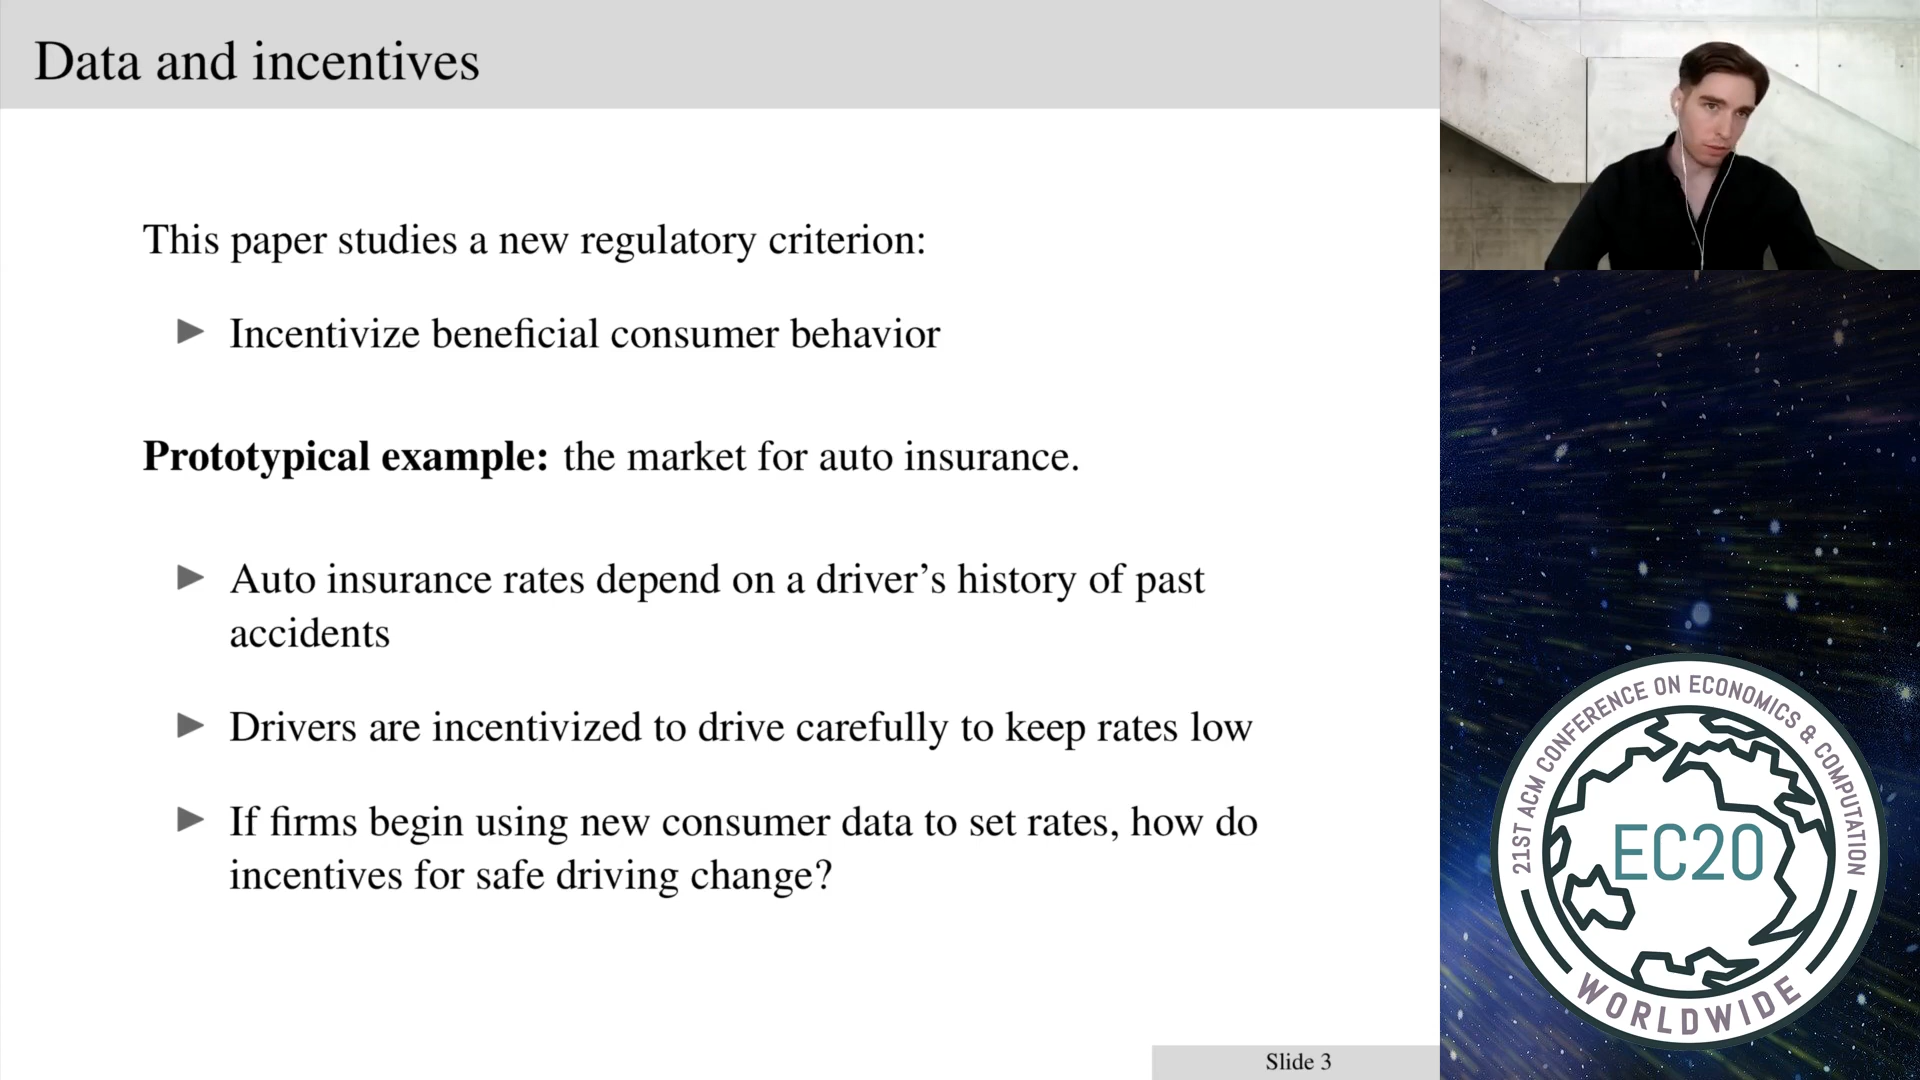 Data and incentives
This paper studies a new regulatory criterion:
Incentivize beneficial consumer behavior
Prototypical example: the market for auto insurance.
Auto insurance rates depend on a driver’s history of past
accidents
Drivers are incentivized to drive carefully to keep rates low
If firms begin using new consumer data to set rates, how do
incentives for safe driving change?
Slide 3
21ST ACM CONFERENCE ON ECONOMICS & COMPUTATION
EC20
WORLDWIDE